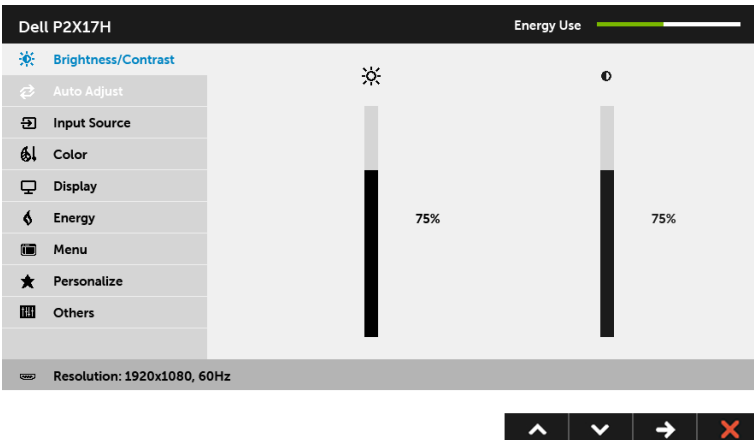 Dell P2X17H
Energy Use
Brightness/Contrast
Auto Adjust
Input Source
Color
Display
Energy
75%
75%
Menu
Personalize
Others
Resolution: 1920x1080, 60Hz